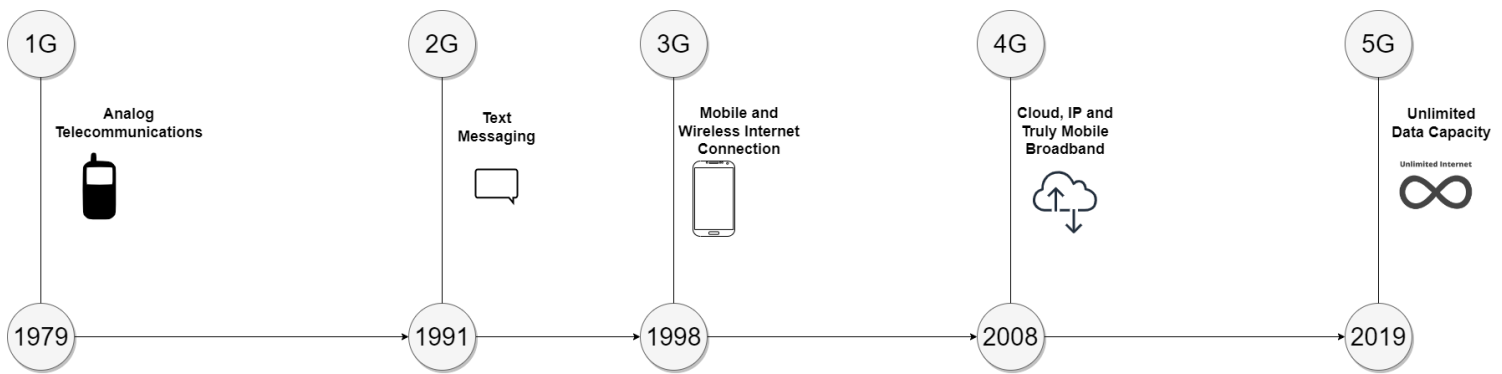 1G
2G
3G
4G
5G
Analog
Telecommunications
Text
Messaging
Mobile and
Wireless Internet
Connection
Cloud, IP and
Truly Mobile
Broadband
Unlimited
Data Capacity
Unlimited Internet
1979
1991
1998
2008
2019